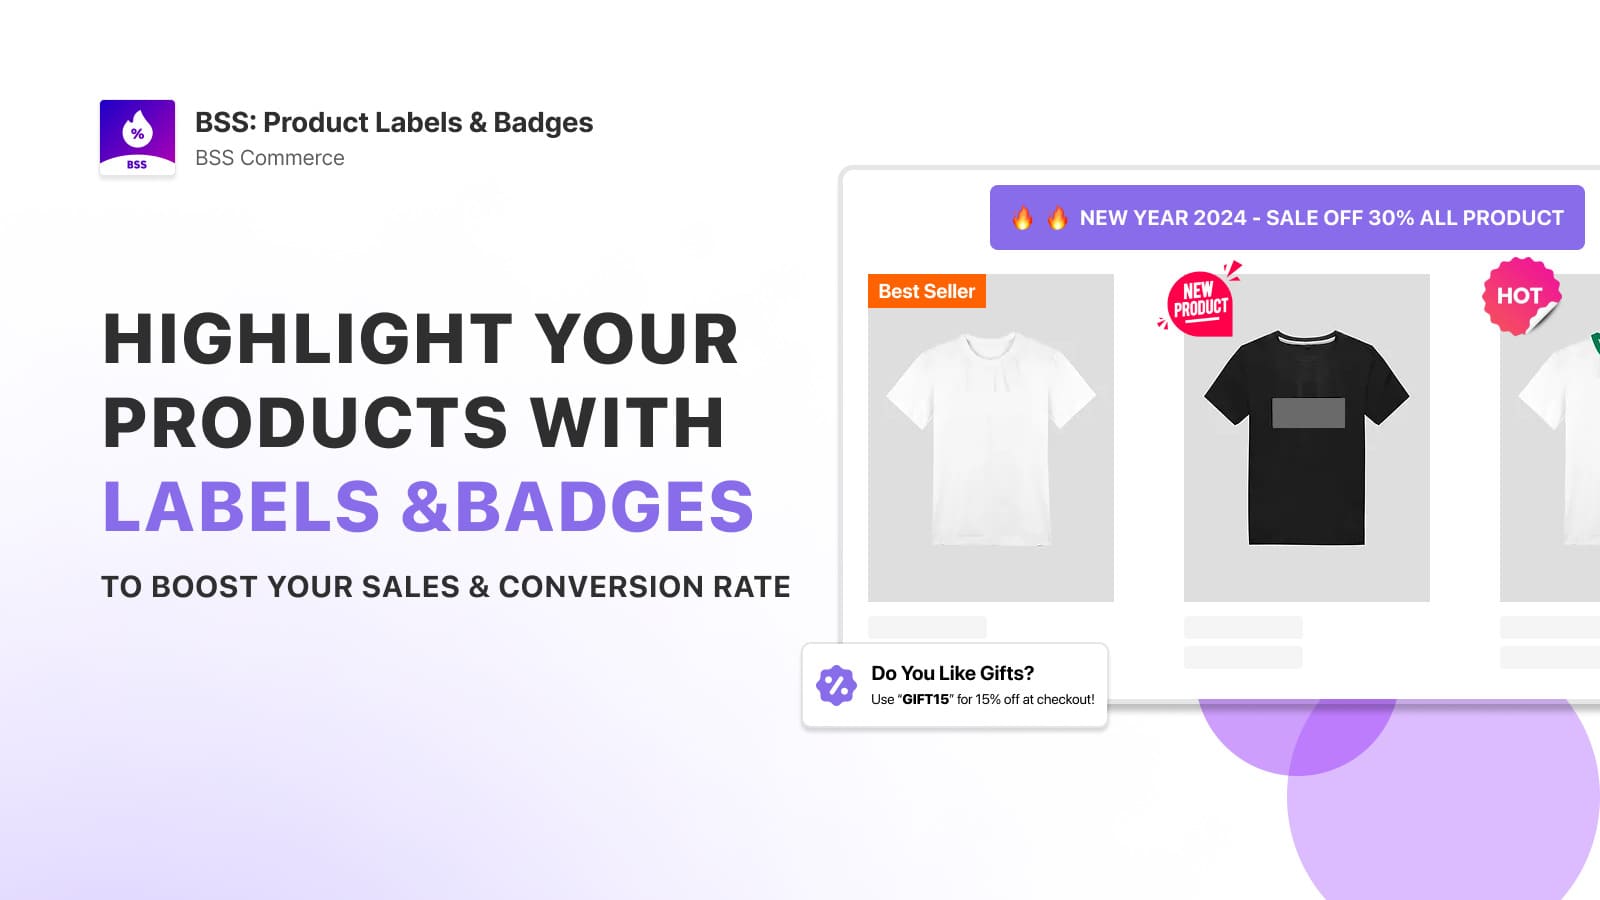 BSS
BSS: Product Labels & Badges
BSS Commerce
HIGHLIGHT YOUR
PRODUCTS WITH
LABELS &BADGES
TO BOOST YOUR SALES & CONVERSION RATE
🔥 🔥 NEW YEAR 2024 - SALE OFF 30% ALL PRODUCT
Best Seller
NEW
PRODUCT
HOT
Do You Like Gifts?
Use “GIFT15” for 15% off at checkout!